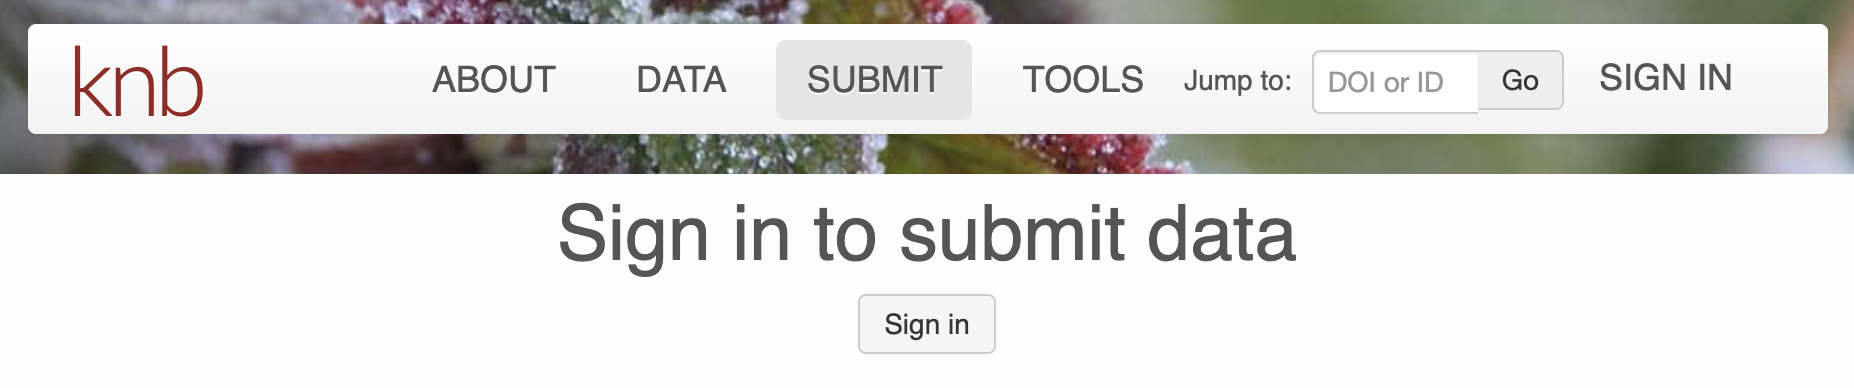 knb ABOUT DATA SUBMIT TOOLS Jump to: DOI or ID Go SIGN IN
Sign in to submit data
Sign in